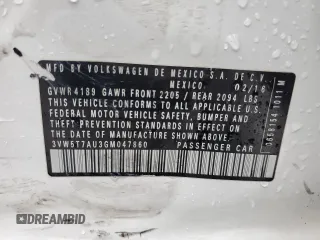 MFD BY VOLKSWAGEN DE MEXICO S.A. DE C.V.
MEXICO 02/16
GVWR 4189 GAWR FRONT 2205 / REAR 2094 LBS
THIS VEHICLE CONFORMS TO ALL APPLICABLE U.S.
FEDERAL MOTOR VEHICLE SAFETY, BUMPER AND
THEFT PREVENTION STANDARDS IN EFFECT ON THE
DATE OF MANUFACTURE SHOWN ABOVE.
3VW5T7AU3GM047860 PASSENGER CAR
DREAMBID